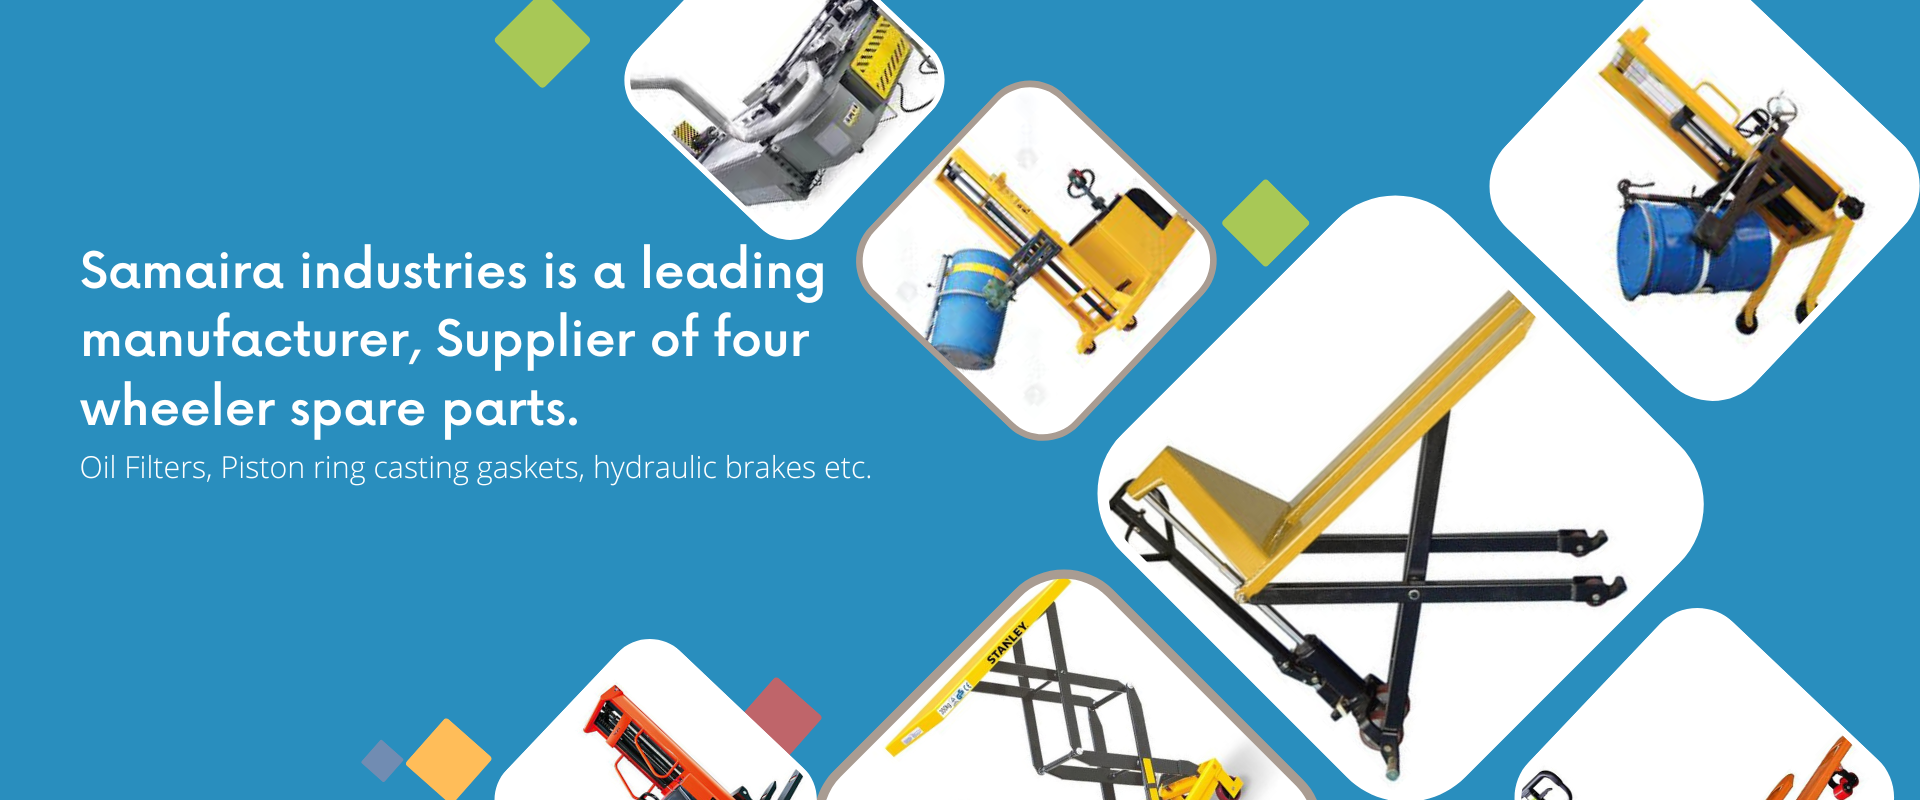 Samaira industries is a leading
manufacturer, Supplier of four
wheeler spare parts.
Oil Filters, Piston ring casting gaskets, hydraulic brakes etc.
STANLEY